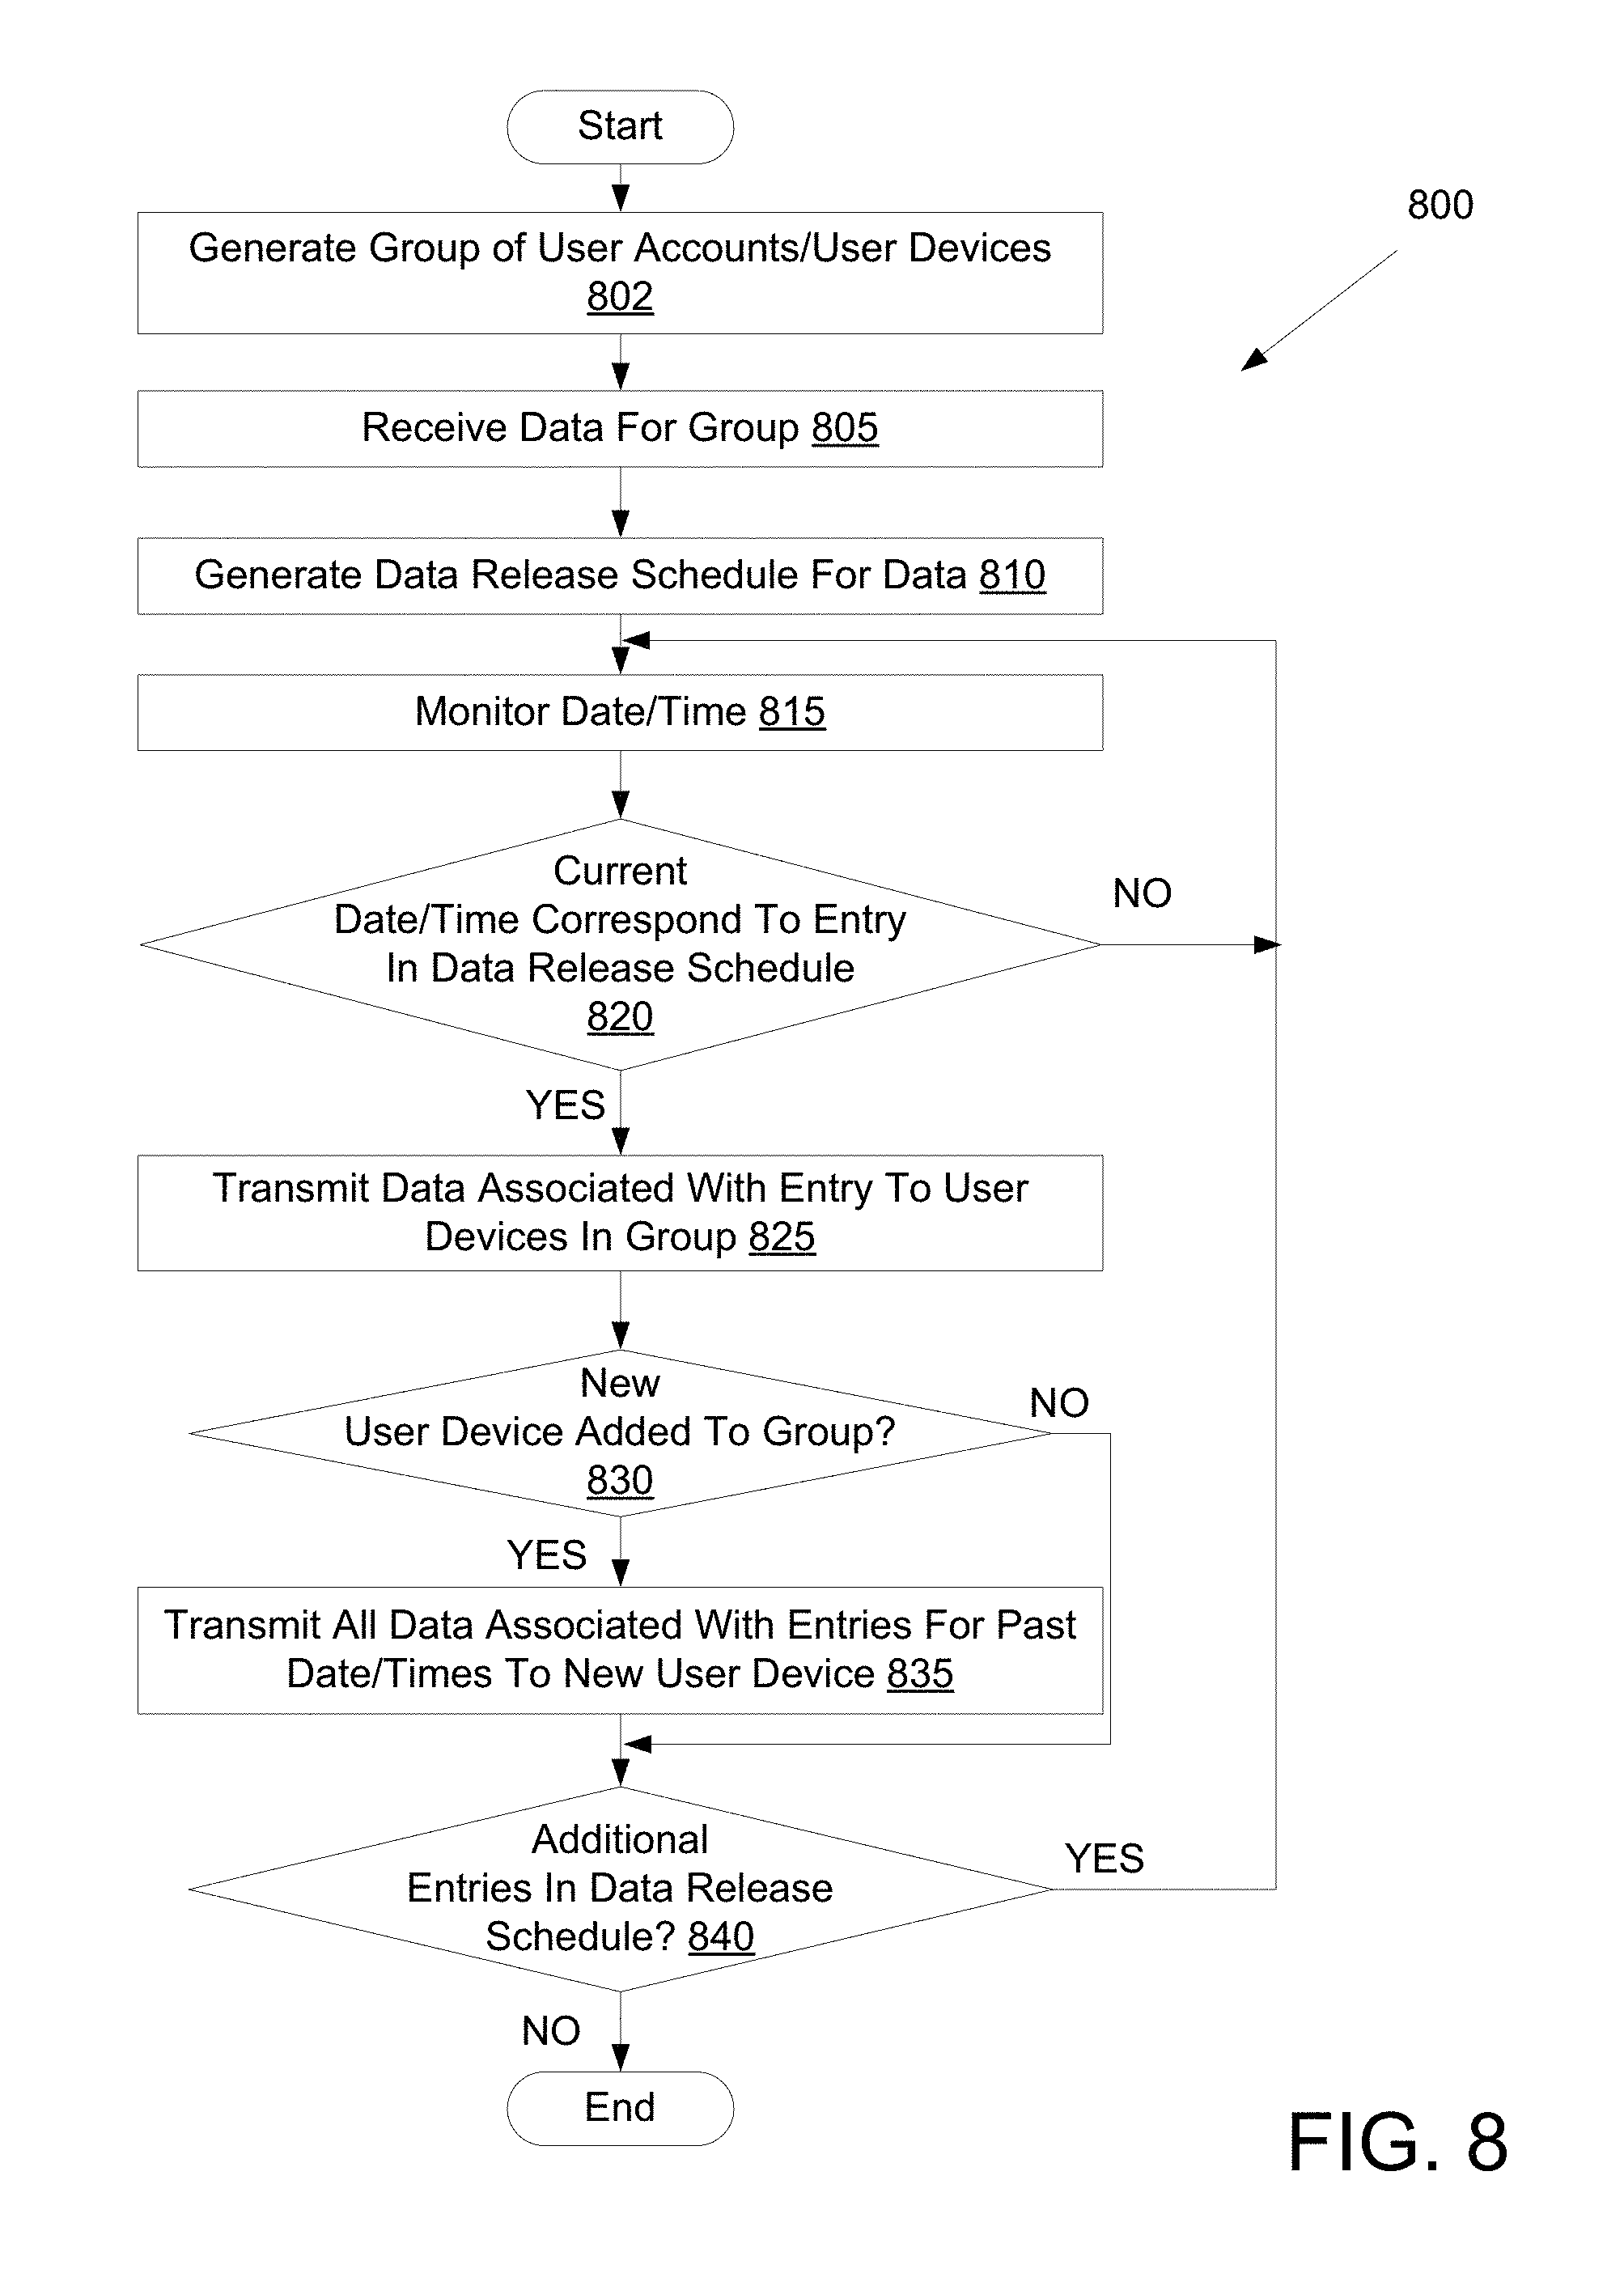 Start
800
Generate Group of User Accounts/User Devices
802
Receive Data For Group 805
Generate Data Release Schedule For Data 810
Monitor Date/Time 815
Current
Date/Time Correspond To Entry
In Data Release Schedule
820
NO
YES
Transmit Data Associated With Entry To User
Devices In Group 825
New
User Device Added To Group?
830
NO
YES
Transmit All Data Associated With Entries For Past
Date/Times To New User Device 835
Additional
Entries In Data Release
Schedule? 840
YES
NO
End
FIG. 8